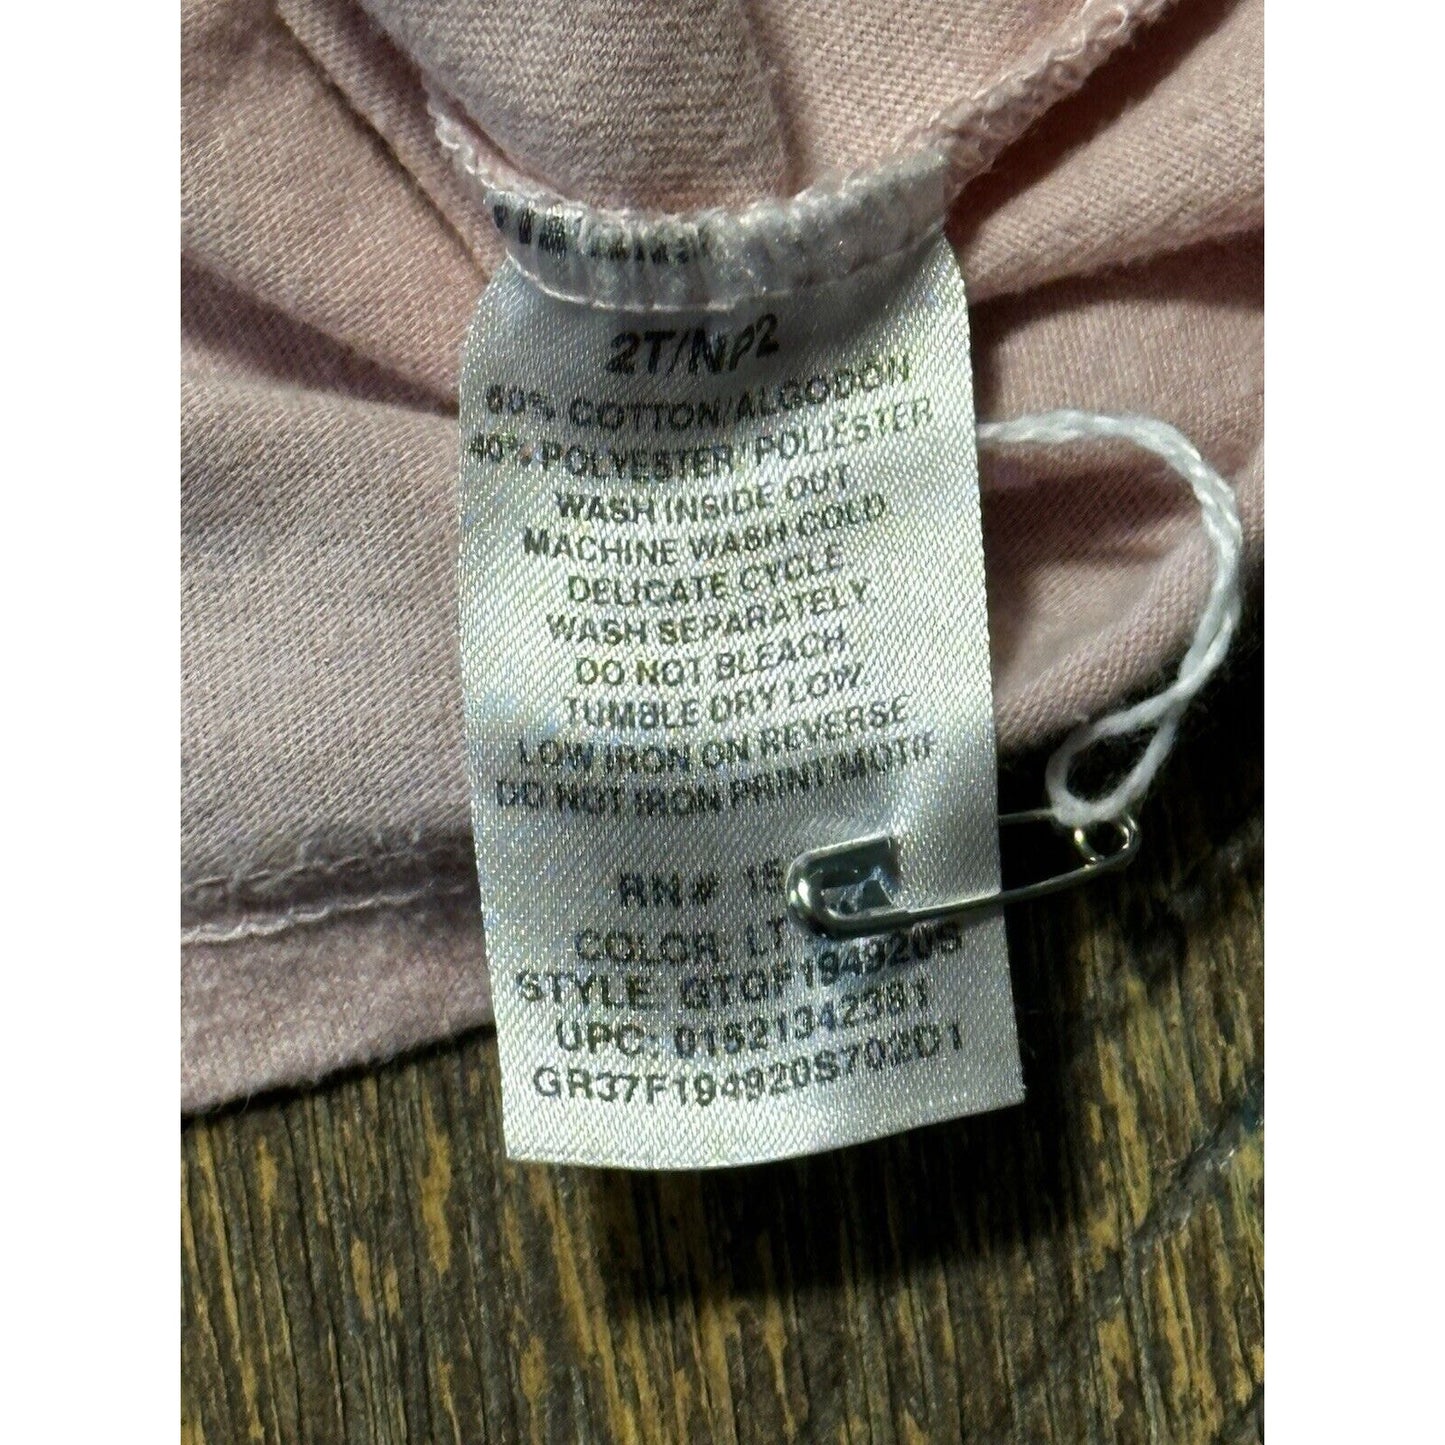 2T/NP2
60% COTTON/ALGODON
40% POLYESTER/POLIESTER
WASH INSIDE OUT
MACHINE WASH COLD
DELICATE CYCLE
WASH SEPARATELY
DO NOT BLEACH
TUMBLE DRY LOW
LOW IRON ON REVERSE
DO NOT IRON PRINT/MOTIF
RN#
COLOR: LT
STYLE: GTGF194920S
UPC: 01521342381
GR37F194920S702D1